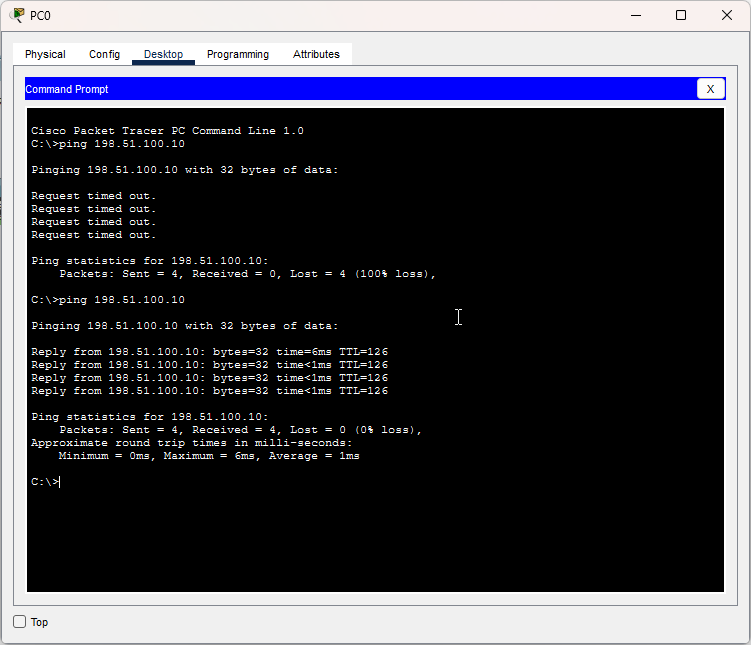 PC0
Physical Config Desktop Programming Attributes
Command Prompt X
Cisco Packet Tracer PC Command Line 1.0
C:\>ping 198.51.100.10
Pinging 198.51.100.10 with 32 bytes of data:
Request timed out.
Request timed out.
Request timed out.
Request timed out.
Ping statistics for 198.51.100.10:
Packets: Sent = 4, Received = 0, Lost = 4 (100% loss),
C:\>ping 198.51.100.10
Pinging 198.51.100.10 with 32 bytes of data:
Reply from 198.51.100.10: bytes=32 time=6ms TTL=126
Reply from 198.51.100.10: bytes=32 time<1ms TTL=126
Reply from 198.51.100.10: bytes=32 time<1ms TTL=126
Reply from 198.51.100.10: bytes=32 time<1ms TTL=126
Ping statistics for 198.51.100.10:
Packets: Sent = 4, Received = 4, Lost = 0 (0% loss),
Approximate round trip times in milli-seconds:
Minimum = 0ms, Maximum = 6ms, Average = 1ms
C:\>
Top